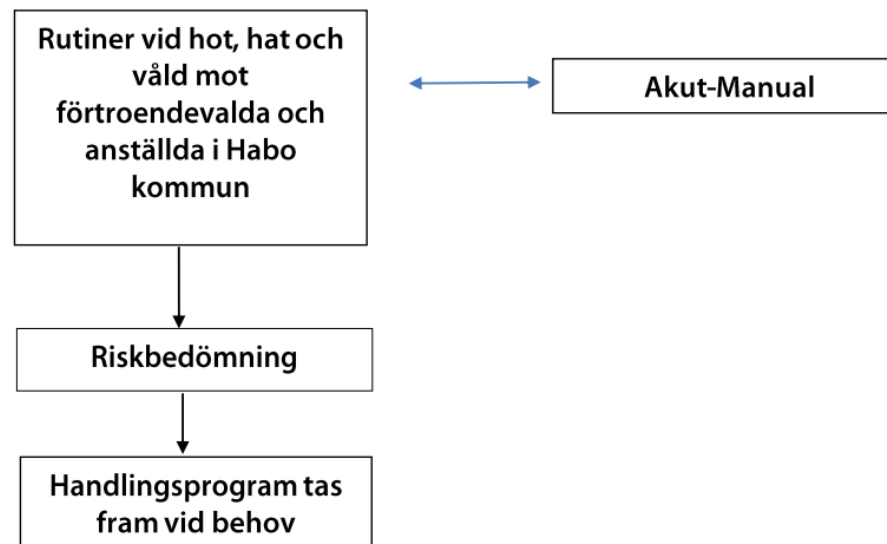 Rutiner vid hot, hat och
våld mot
förtroendevalda och
anställda i Habo
kommun
Akut-Manual
Riskbedömning
Handlingsprogram tas
fram vid behov